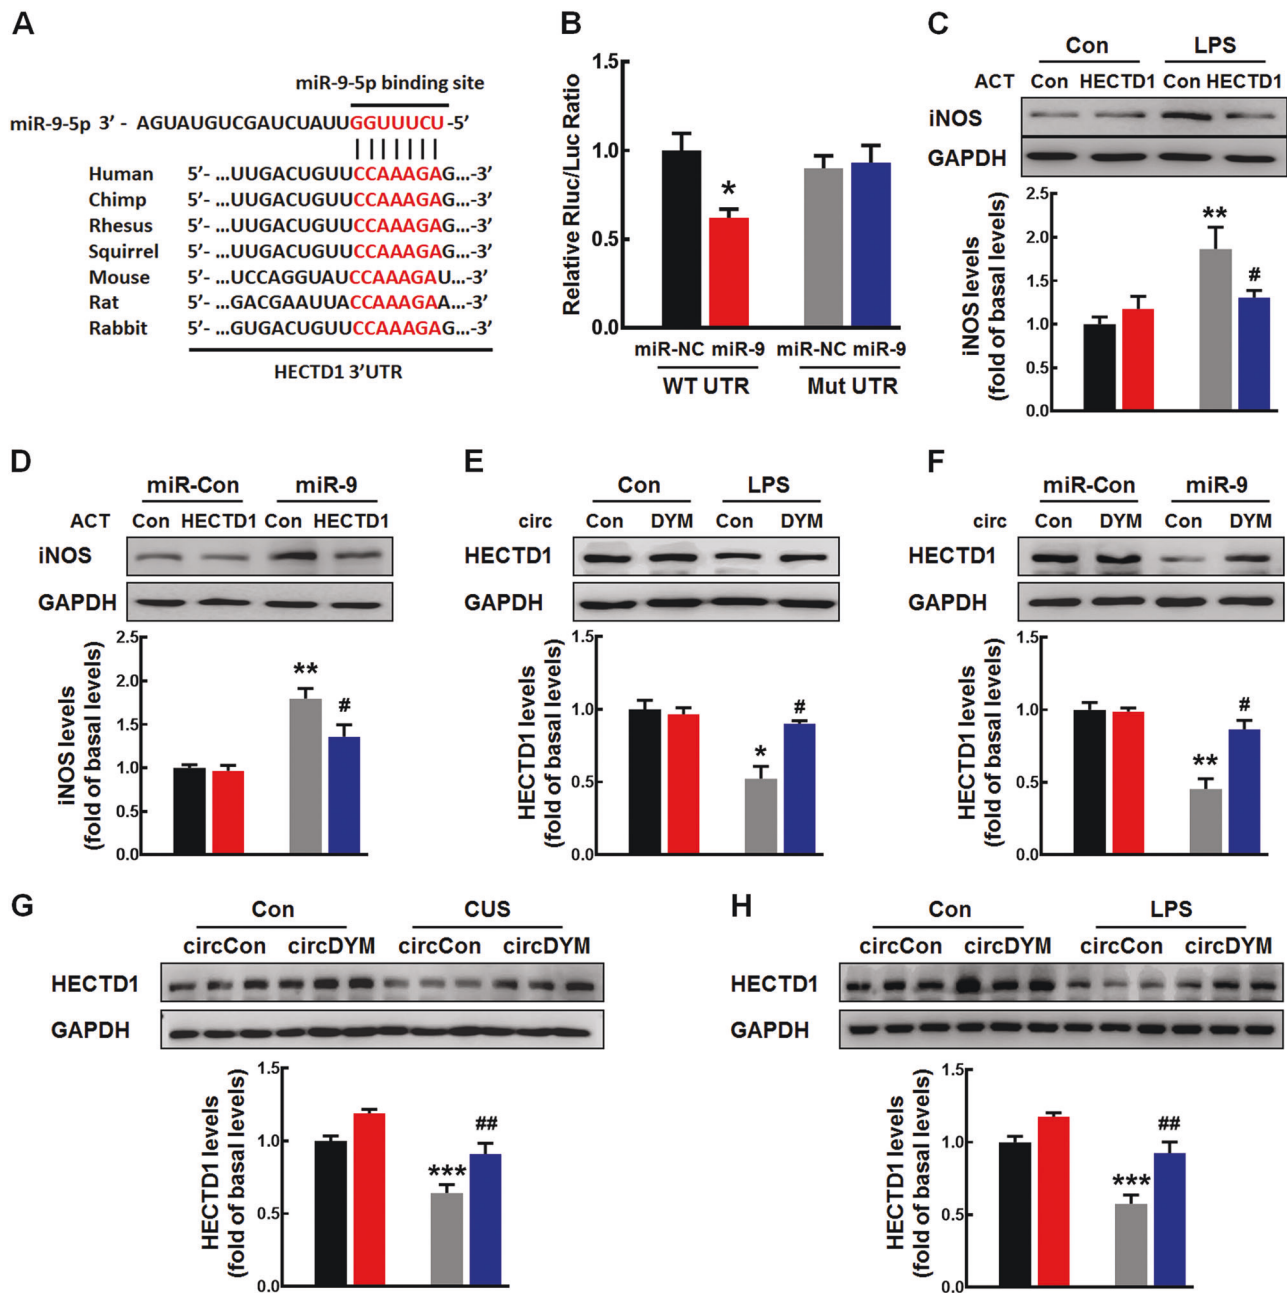 A
miR-9-5p binding site
miR-9-5p 3’ - AGUAUGUCGAUCUAUUGGUUUCU -5’
Human 5’- ...UUGACUGUUCCAAAGAG...-3’
Chimp 5’- ...UUGACUGUUCCAAAGAG...-3’
Rhesus 5’- ...UUGACUGUUCCAAAGAG...-3’
Squirrel 5’- ...UUGACUGUUCCAAAGAG...-3’
Mouse 5’- ...UCCAGGUAUCCAAAGAU...-3’
Rat 5’- ...GACGAAUUACCAAAGAA...-3’
Rabbit 5’- ...GUGACUGUUCCAAAGAG...-3’
HECTD1 3’UTR
B
Relative Rluc/Luc Ratio
1.5
1.0
0.5
0.0
*
miR-NC miR-9 miR-NC miR-9
WT UTR Mut UTR
C
Con LPS
ACT Con HECTD1 Con HECTD1
iNOS
GAPDH
iNOS levels
(fold of basal levels)
2.5
2.0
1.5
1.0
0.5
0.0
**
#
D
miR-Con miR-9
ACT Con HECTD1 Con HECTD1
iNOS
GAPDH
iNOS levels
(fold of basal levels)
2.5
2.0
1.5
1.0
0.5
0.0
**
#
E
Con LPS
circ Con DYM Con DYM
HECTD1
GAPDH
HECTD1 levels
(fold of basal levels)
1.5
1.0
0.5
0.0
*
#
F
miR-Con miR-9
circ Con DYM Con DYM
HECTD1
GAPDH
HECTD1 levels
(fold of basal levels)
1.5
1.0
0.5
0.0
**
#
G
Con CUS
circCon circDYM circCon circDYM
HECTD1
GAPDH
HECTD1 levels
(fold of basal levels)
1.5
1.0
0.5
0.0
***
##
H
Con LPS
circCon circDYM circCon circDYM
HECTD1
GAPDH
HECTD1 levels
(fold of basal levels)
1.5
1.0
0.5
0.0
***
##